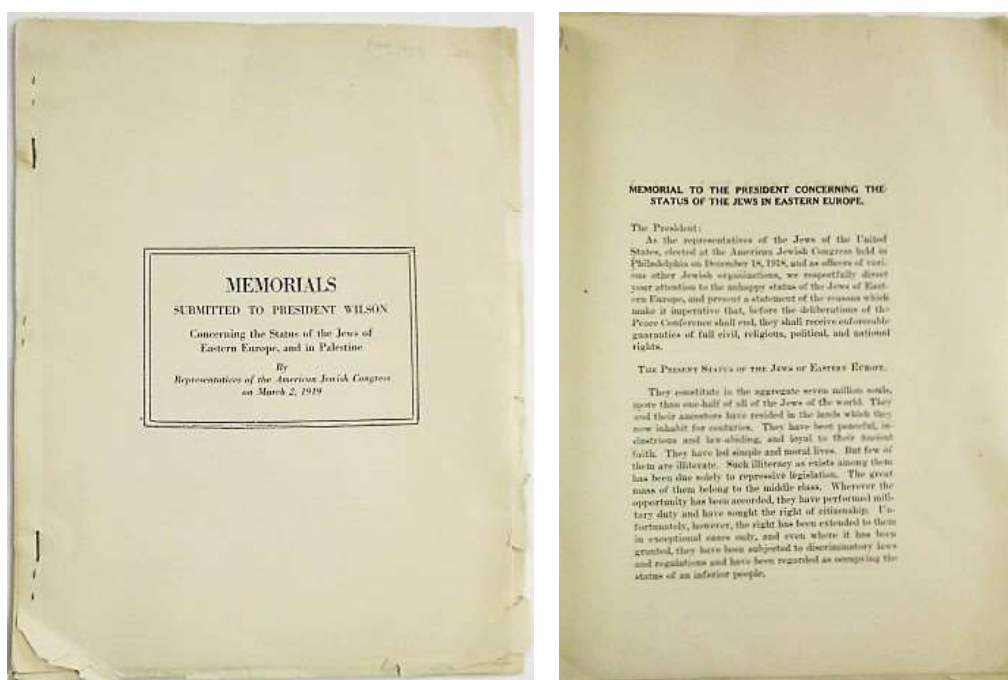 MEMORIALS
SUBMITTED TO PRESIDENT WILSON
Concerning the Status of the Jews of
Eastern Europe, and in Palestine
By
Representatives of the American Jewish Congress
on March 2, 1919
MEMORIAL TO THE PRESIDENT CONCERNING THE
STATUS OF THE JEWS IN EASTERN EUROPE.
The President:
As the representatives of the Jews of the United
States, elected at the American Jewish Congress held in
Philadelphia on December 18, 1918, and as officers of vari-
ous other Jewish organizations, we respectfully direct
your attention to the unhappy status of the Jews of East-
ern Europe, and present a statement of the reasons which
make it imperative that, before the deliberations of the
Peace Conference shall end, they shall receive enforceable
guaranties of full civil, religious, political, and national
rights.
THE PRESENT STATUS OF THE JEWS OF EASTERN EUROPE.
They constitute in the aggregate seven million souls,
more than one-half of all of the Jews of the world. They
and their ancestors have resided in the lands which they
now inhabit for centuries. They have been peaceful, in-
dustrious and law-abiding, and loyal to their ancient
faith. They have led simple and moral lives. But few of
them are illiterate. Such illiteracy as exists among them
has been due solely to repressive legislation. The great
mass of them belong to the middle class. Wherever the
opportunity has been accorded, they have performed mili-
tary duty and have sought the right of citizenship. Un-
fortunately, however, the right has been extended to them
in exceptional cases only, and even where it has been
granted, they have been subjected to discriminatory laws
and regulations and have been regarded as occupying the
status of an inferior people.